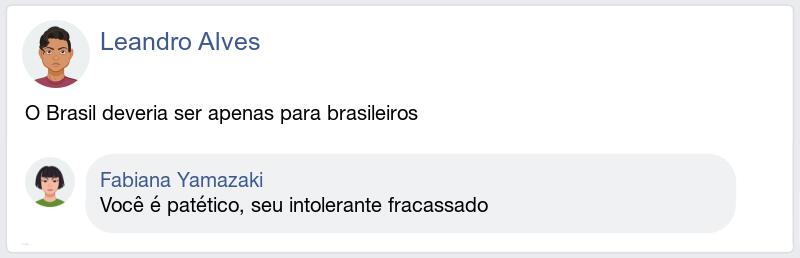 Leandro Alves
O Brasil deveria ser apenas para brasileiros
Fabiana Yamazaki
Você é patético, seu intolerante fracassado